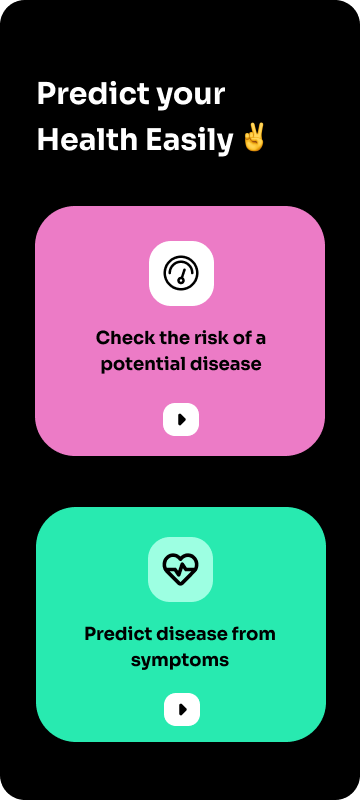 Predict your
Health Easily ✌️
Check the risk of a
potential disease
Predict disease from
symptoms